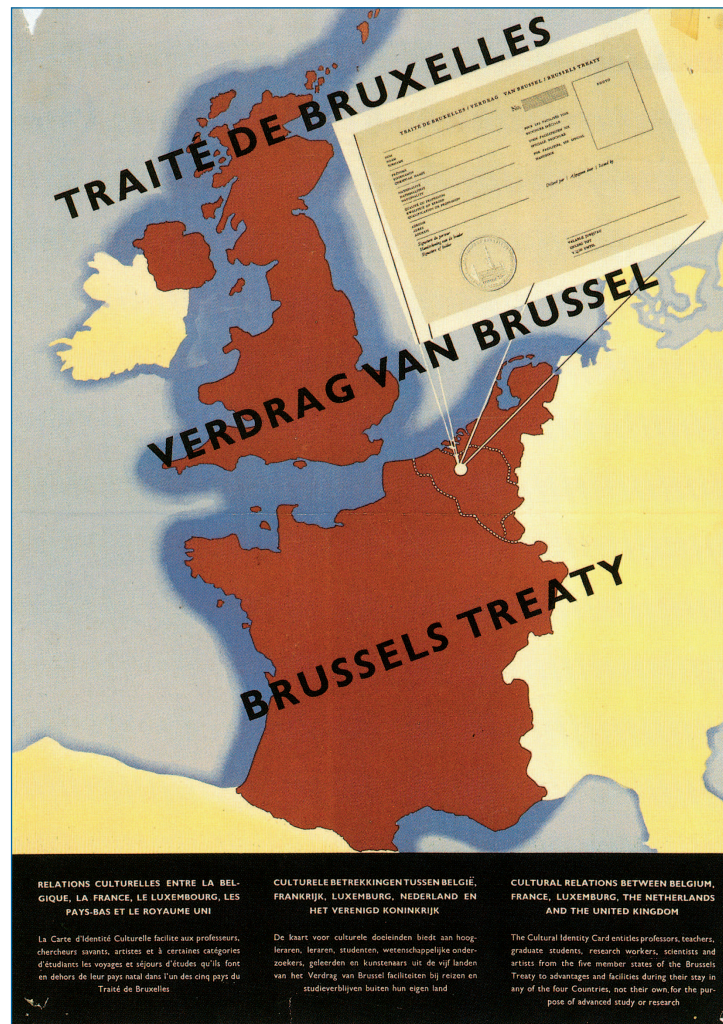 TRAITÉ DE BRUXELLES
TRAITÉ DE BRUXELLES / VERDRAG VAN BRUSSEL / BRUSSELS TREATY
No.
PHOTO
VERDRAG VAN BRUSSEL
BRUSSELS TREATY
RELATIONS CULTURELLES ENTRE LA BEL-
GIQUE, LA FRANCE, LE LUXEMBOURG, LES
PAYS-BAS ET LE ROYAUME UNI
La Carte d'Identité Culturelle facilite aux professeurs,
chercheurs savants, artistes et à certaines catégories
d'étudiants les voyages et séjours d'études qu'ils font
en dehors de leur pays natal dans l'un des cinq pays du
Traité de Bruxelles
CULTURELE BETREKKINGEN TUSSEN BELGIË,
FRANKRIJK, LUXEMBURG, NEDERLAND EN
HET VERENIGD KONINKRIJK
De kaart voor culturele doeleinden biedt aan hoog-
leraren, leraren, studenten, wetenschappelijke onder-
zoekers, geleerden en kunstenaars uit de vijf landen
van het Verdrag van Brussel faciliteiten bij reizen en
studieverblijven buiten hun eigen land
CULTURAL RELATIONS BETWEEN BELGIUM,
FRANCE, LUXEMBURG, THE NETHERLANDS
AND THE UNITED KINGDOM
The Cultural Identity Card entitles professors, teachers,
graduate students, research workers, scientists and
artists from the five member states of the Brussels
Treaty to advantages and facilities during their stay in
any of the four Countries, not their own, for the pur-
pose of advanced study or research